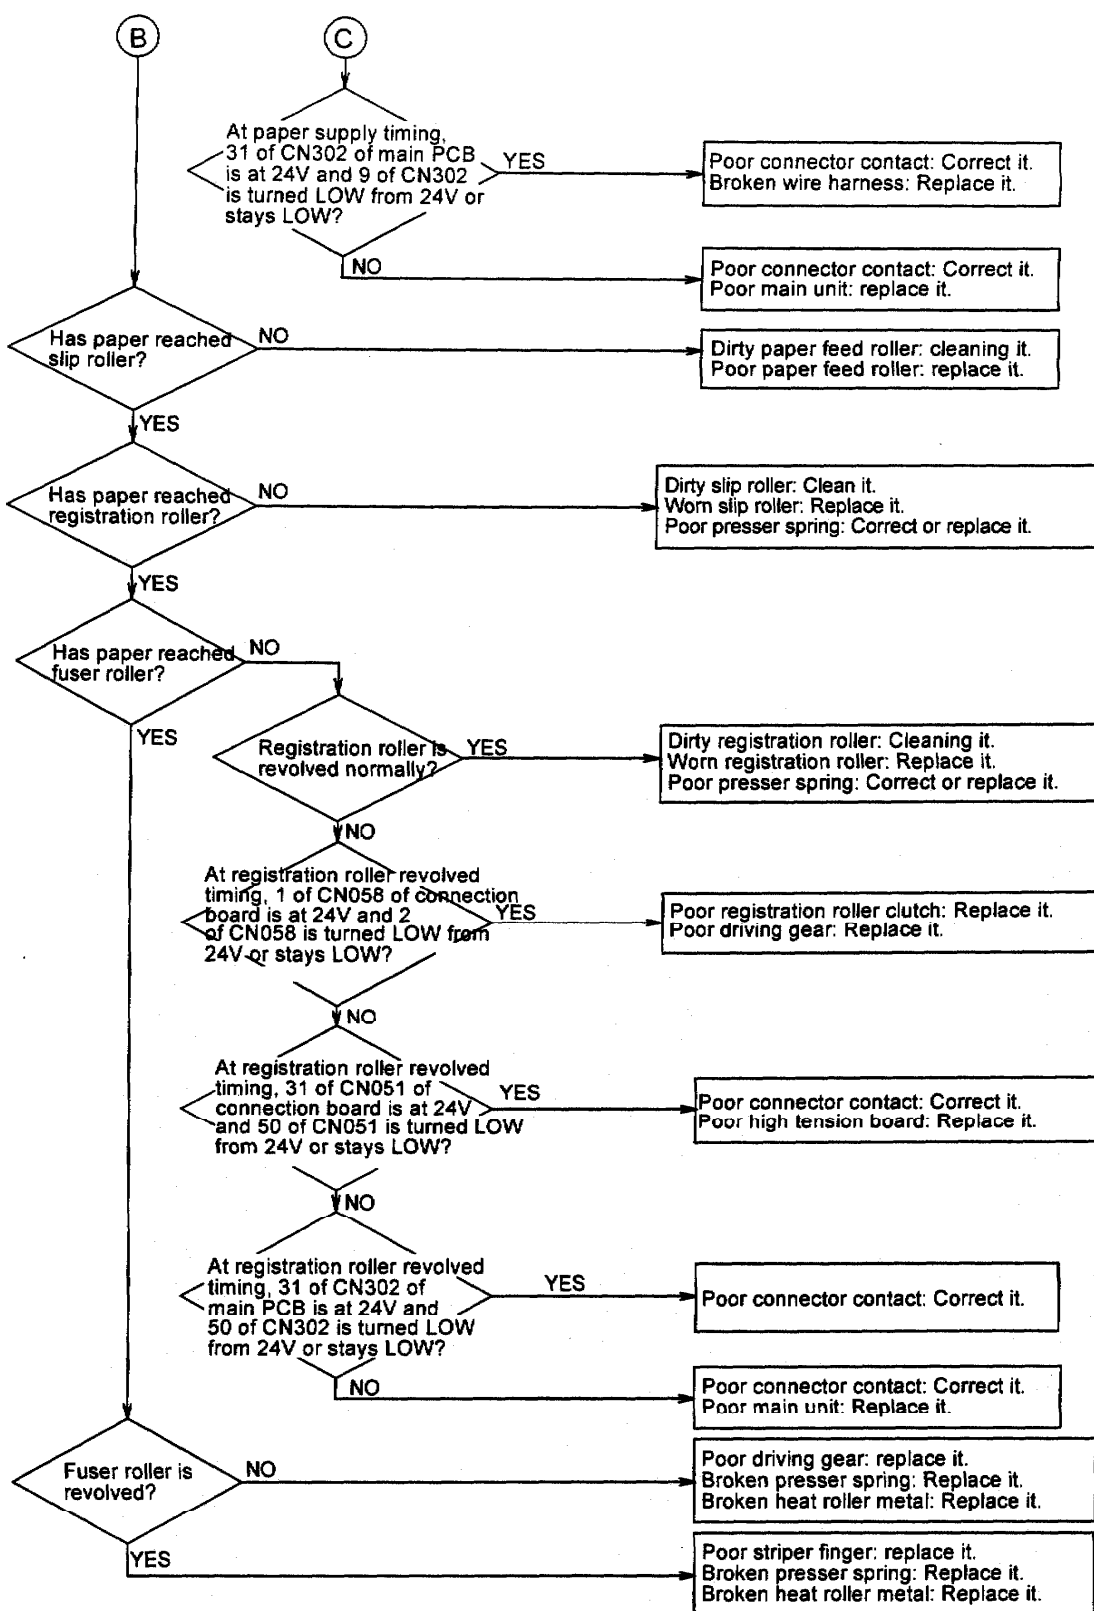 B
C
At paper supply timing,
31 of CN302 of main PCB
is at 24V and 9 of CN302
is turned LOW from 24V or
stays LOW?
YES
Poor connector contact: Correct it.
Broken wire harness: Replace it.
NO
Poor connector contact: Correct it.
Poor main unit: replace it.
Has paper reached
slip roller?
NO
Dirty paper feed roller: cleaning it.
Poor paper feed roller: replace it.
YES
Has paper reached
registration roller?
NO
Dirty slip roller: Clean it.
Worn slip roller: Replace it.
Poor presser spring: Correct or replace it.
YES
Has paper reached
fuser roller?
NO
YES
Registration roller is
revolved normally?
YES
Dirty registration roller: Cleaning it.
Worn registration roller: Replace it.
Poor presser spring: Correct or replace it.
NO
At registration roller revolved
timing, 1 of CN058 of connection
board is at 24V and 2
of CN058 is turned LOW from
24V or stays LOW?
YES
Poor registration roller clutch: Replace it.
Poor driving gear: Replace it.
NO
At registration roller revolved
timing, 31 of CN051 of
connection board is at 24V
and 50 of CN051 is turned LOW
from 24V or stays LOW?
YES
Poor connector contact: Correct it.
Poor high tension board: Replace it.
NO
At registration roller revolved
timing, 31 of CN302 of
main PCB is at 24V and
50 of CN302 is turned LOW
from 24V or stays LOW?
YES
Poor connector contact: Correct it.
NO
Poor connector contact: Correct it.
Poor main unit: Replace it.
Fuser roller is
revolved?
NO
Poor driving gear: replace it.
Broken presser spring: Replace it.
Broken heat roller metal: Replace it.
YES
Poor striper finger: replace it.
Broken presser spring: Replace it.
Broken heat roller metal: Replace it.